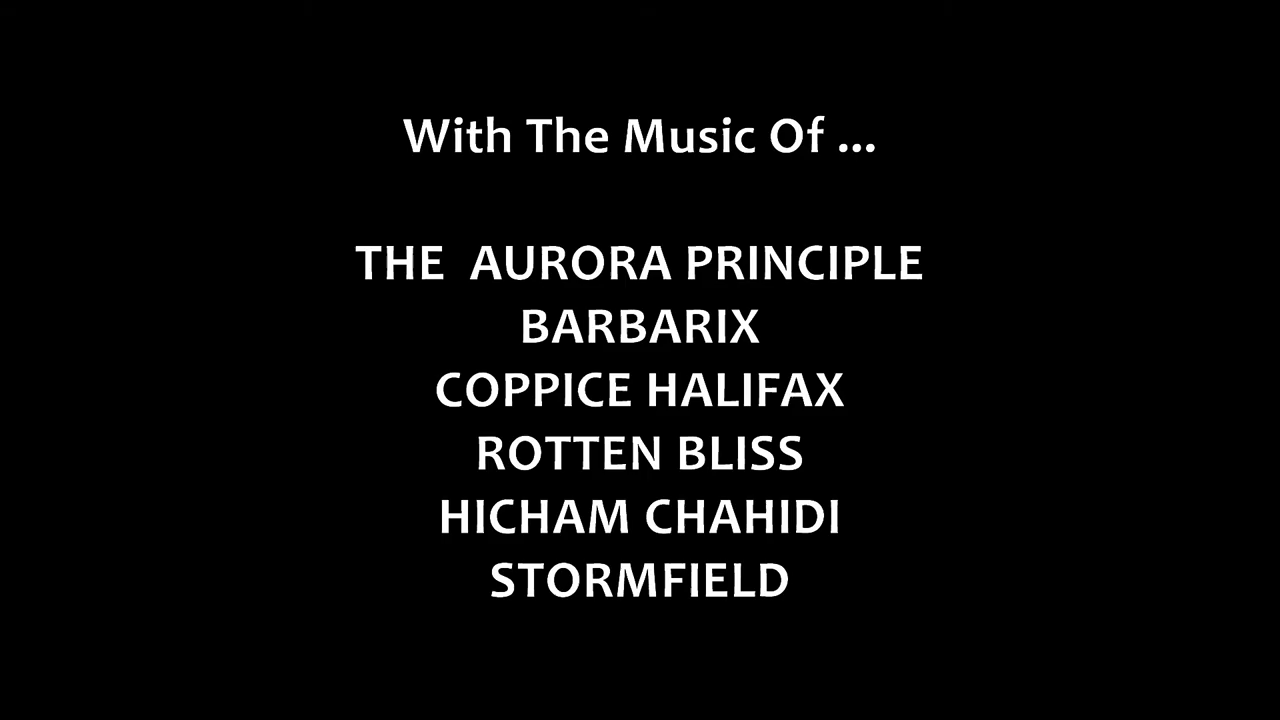 With The Music Of ...
THE  AURORA PRINCIPLE
BARBARIX
COPPICE HALIFAX
ROTTEN BLISS
HICHAM CHAHIDI
STORMFIELD